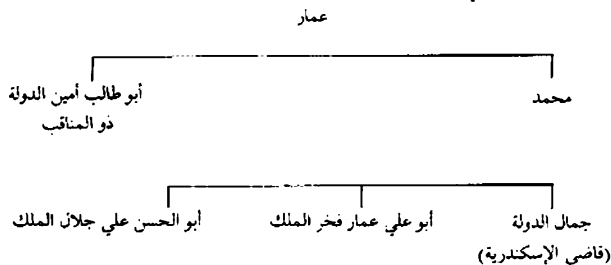 عمار
محمد
أبو طالب أمين الدولة
ذو المناقب
جمال الدولة
(قاضي الإسكندرية)
أبو علي عمار فخر الملك
أبو الحسن علي جلال الملك